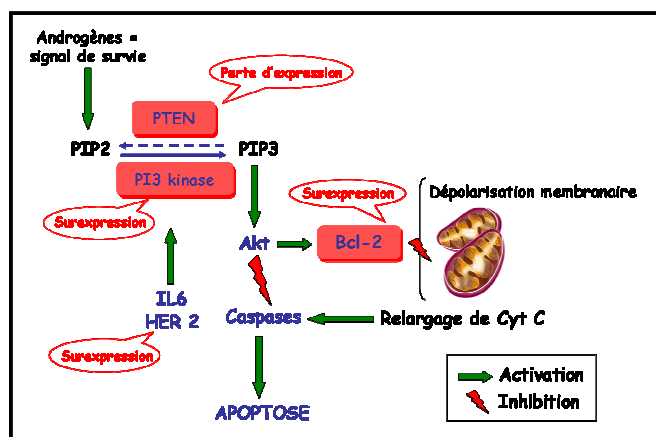 Androgènes =
signal de survie
Perte d'expression
PTEN
PIP2
PIP3
PI3 kinase
Surexpression
Surexpression
Dépolarisation membranaire
Akt
Bcl-2
IL6
HER 2
Caspases
Relargage de Cyt C
Surexpression
APOPTOSE
Activation
Inhibition